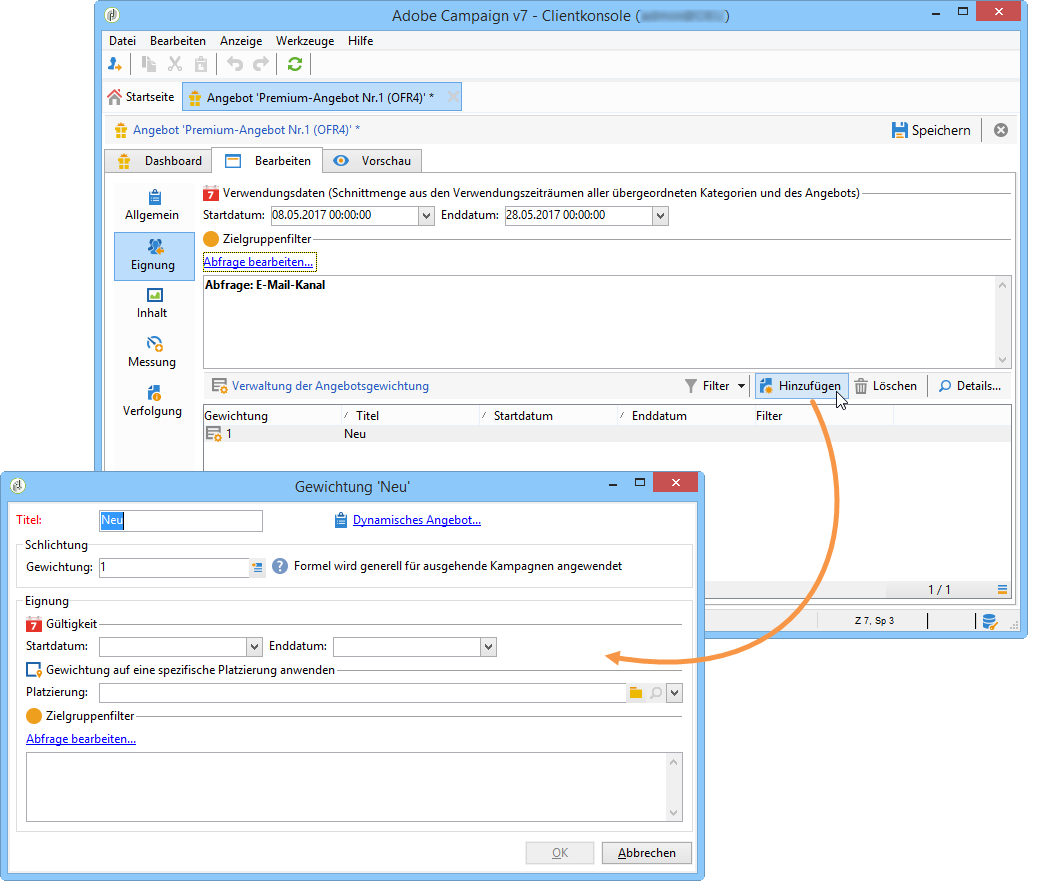 Adobe Campaign v7 - Clientkonsole (
Datei Bearbeiten Anzeige Werkzeuge Hilfe
Startseite Angebot 'Premium-Angebot Nr.1 (OFR4)' *
Angebot 'Premium-Angebot Nr.1 (OFR4)' * Speichern
Dashboard Bearbeiten Vorschau
Allgemein
Eignung
Inhalt
Messung
Verfolgung
7 Verwendungsdaten (Schnittmenge aus den Verwendungszeiträumen aller übergeordneten Kategorien und des Angebots)
Startdatum: 08.05.2017 00:00:00 Enddatum: 28.05.2017 00:00:00
Zielgruppenfilter
Abfrage bearbeiten...
Abfrage: E-Mail-Kanal
Verwaltung der Angebotsgewichtung Filter Hinzufügen Löschen Details...
Gewichtung Titel Startdatum Enddatum Filter
1 Neu
1 / 1
Z 7, Sp 3
Gewichtung 'Neu'
Titel: Neu Dynamisches Angebot...
Schlichtung
Gewichtung: 1 ? Formel wird generell für ausgehende Kampagnen angewendet
Eignung
7 Gültigkeit
Startdatum: Enddatum:
Gewichtung auf eine spezifische Platzierung anwenden
Platzierung:
Zielgruppenfilter
Abfrage bearbeiten...
OK Abbrechen